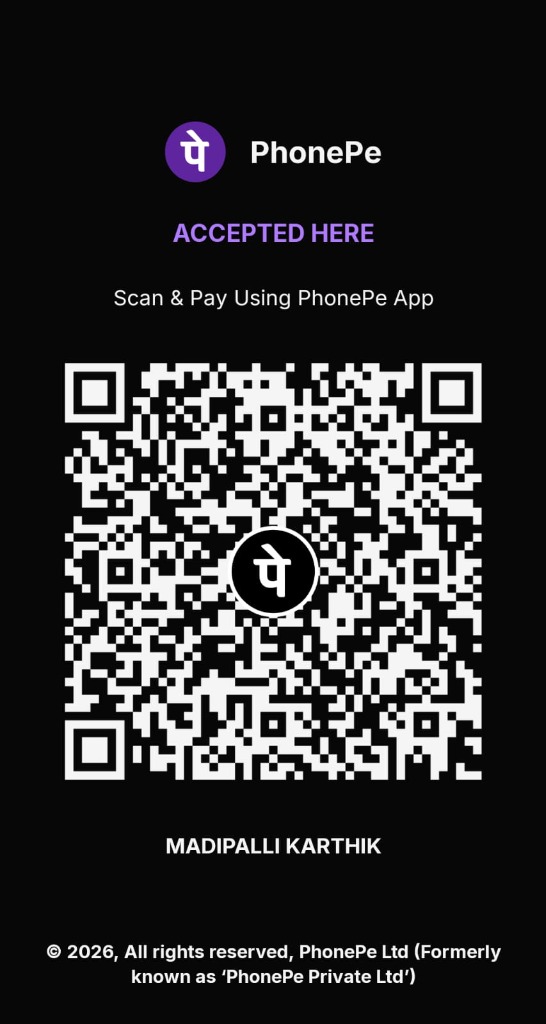 पे PhonePe
ACCEPTED HERE
Scan & Pay Using PhonePe App
पे
MADIPALLI KARTHIK
© 2026, All rights reserved, PhonePe Ltd (Formerly
known as ‘PhonePe Private Ltd’)